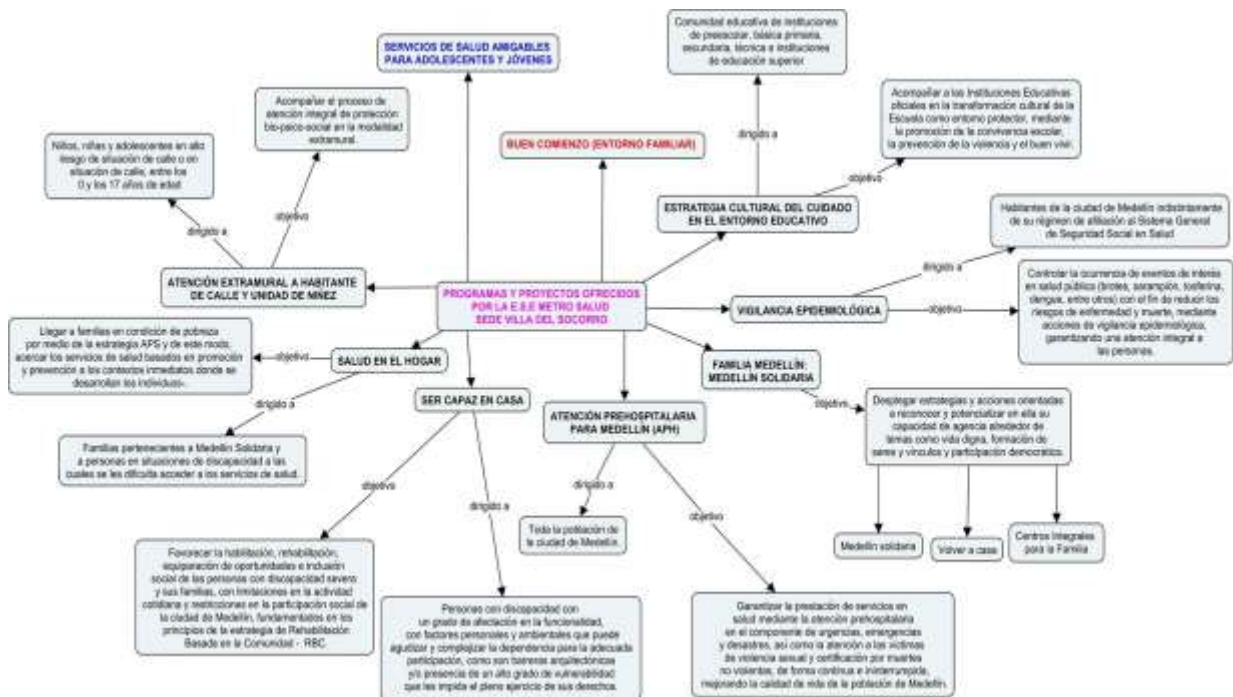 SERVICIOS DE SALUD AMIGABLES
PARA ADOLESCENTES Y JÓVENES
Comunidad educativa de instituciones
de preescolar, básica primaria,
secundaria, técnica e instituciones
de educación superior
Acompañar el proceso de
atención integral de protección
bio-psico-social en la modalidad
extramural.
Acompañar a las Instituciones Educativas
oficiales en la transformación cultural de la
Escuela como entorno protector, mediante
la promoción de la convivencia escolar,
la prevención de la violencia y el buen vivir.
dirigido a
Niños, niñas y adolescentes en alto
riesgo de situación de calle o en
situación de calle, entre los
0 y los 17 años de edad
BUEN COMIENZO (ENTORNO FAMILIAR)
objetivo
ESTRATEGIA CULTURAL DEL CUIDADO
EN EL ENTORNO EDUCATIVO
Habitantes de la ciudad de Medellín indistintamente
de su régimen de afiliación al Sistema General
de Seguridad Social en Salud
objetivo
dirigido a
dirigido a
ATENCIÓN EXTRAMURAL A HABITANTE
DE CALLE Y UNIDAD DE NIÑEZ
PROGRAMAS Y PROYECTOS OFRECIDOS
POR LA E.S.E METRO SALUD
SEDE VILLA DEL SOCORRO
VIGILANCIA EPIDEMIOLÓGICA
objetivo
Controlar la ocurrencia de eventos de interés
en salud pública (brotes, sarampión, tosferina,
dengue, entre otros) con el fin de reducir los
riesgos de enfermedad y muerte, mediante
acciones de vigilancia epidemiológica,
garantizando una atención integral a
las personas.
Llegar a familias en condición de pobreza
por medio de la estrategia APS y de este modo,
acercar los servicios de salud basados en promoción
y prevención a los contextos inmediatos donde se
desarrollan los individuos.
objetivo
SALUD EN EL HOGAR
FAMILIA MEDELLÍN:
MEDELLÍN SOLIDARIA
SER CAPAZ EN CASA
ATENCIÓN PREHOSPITALARIA
PARA MEDELLÍN (APH)
objetivo
Desplegar estrategias y acciones orientadas
a reconocer y potencializar en ella su
capacidad de agencia alrededor de
temas como vida digna, formación de
seres y vínculos y participación democrática.
dirigido a
Familias pertenecientes a Medellín Solidaria y
a personas en situaciones de discapacidad a las
cuales se les dificulta acceder a los servicios de salud.
objetivo
dirigido a
dirigido a
objetivo
Toda la población de
la ciudad de Medellín.
Medellín solidaria
Volver a casa
Centros Integrales
para la Familia
Favorecer la habilitación, rehabilitación,
equiparación de oportunidades e inclusión
social de las personas con discapacidad severa
y sus familias, con limitaciones en la actividad
cotidiana y restricciones en la participación social de
la ciudad de Medellín, fundamentados en los
principios de la estrategia de Rehabilitación
Basada en la Comunidad - RBC.
Personas con discapacidad con
un grado de afectación en la funcionalidad,
con factores personales y ambientales que puede
agudizar y complejizar la dependencia para la adecuada
participación, como son barreras arquitectónicas
y/o presencia de un alto grado de vulnerabilidad
que les impida el pleno ejercicio de sus derechos.
Garantizar la prestación de servicios en
salud mediante la atención prehospitalaria
en el componente de urgencias, emergencias
y desastres, así como la atención a las víctimas
de violencia sexual y certificación por muertes
no violentas, de forma continua e ininterrumpida,
mejorando la calidad de vida de la población de Medellín.